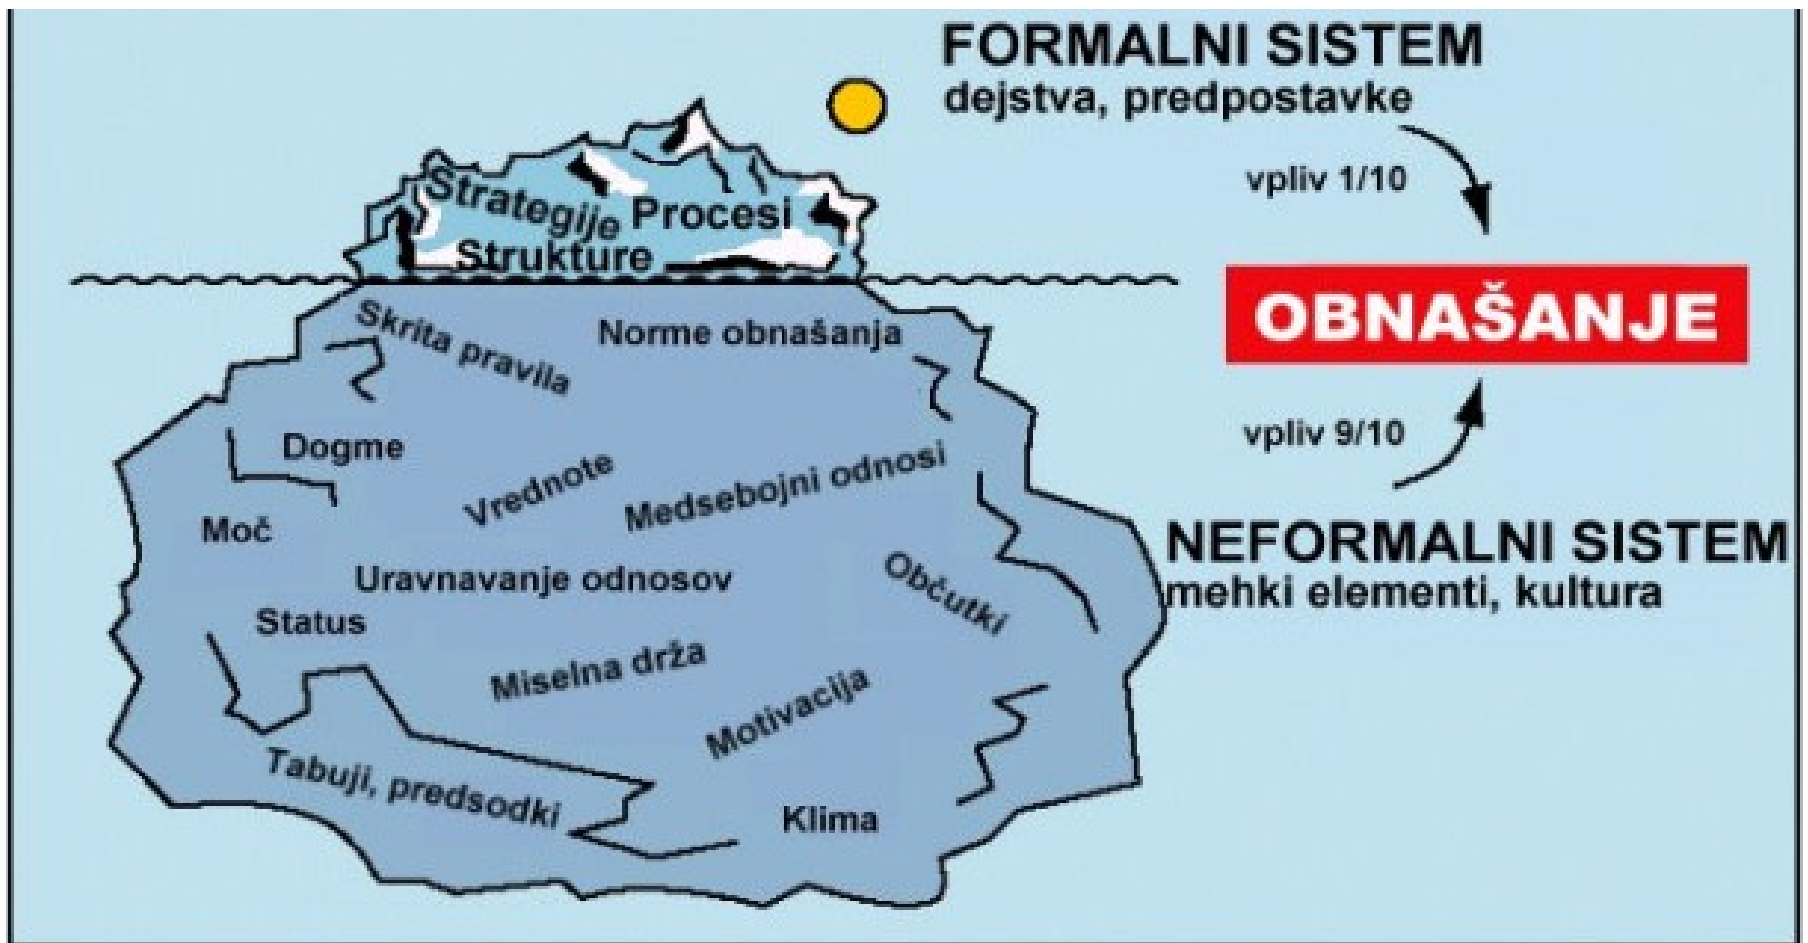 FORMALNI SISTEM
dejstva, predpostavke
vpliv 1/10
Strategije
Procesi
Strukture
OBNAŠANJE
Skrita pravila
Norme obnašanja
vpliv 9/10
Dogme
Vrednote
Medsebojni odnosi
Moč
NEFORMALNI SISTEM
mehki elementi, kultura
Uravnavanje odnosov
Občutki
Status
Miselna drža
Motivacija
Tabuji, predsodki
Klima